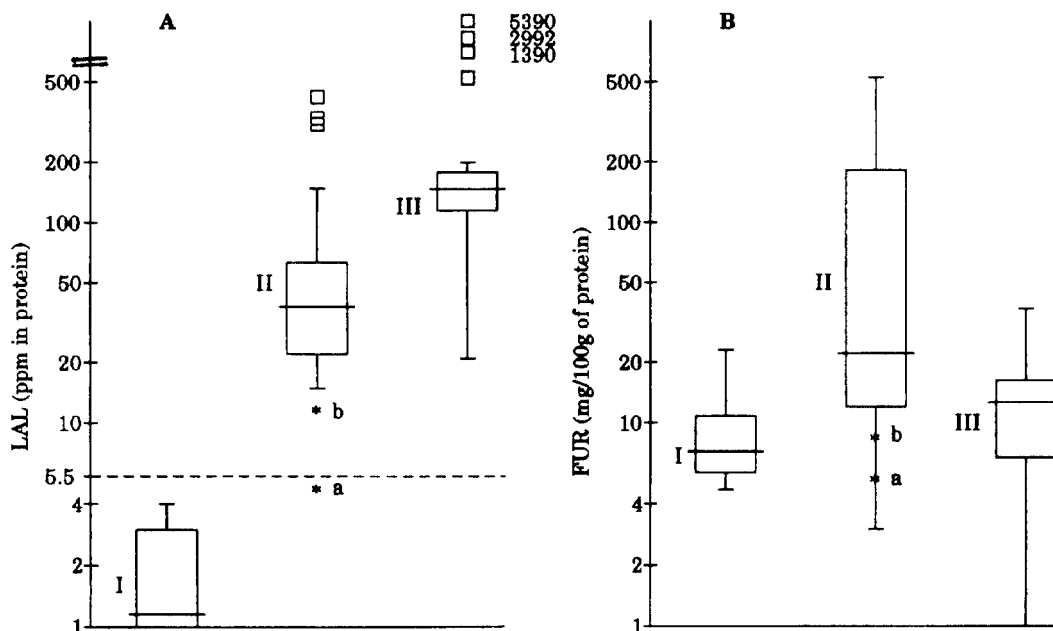 A
5390
2992
1390
500
200
100
50
20
10
5.5
4
2
1
LAL (ppm in protein)
I
II
III
b
a
B
500
200
100
50
20
10
4
2
1
FUR (mg/100g of protein)
I
II
III
b
a